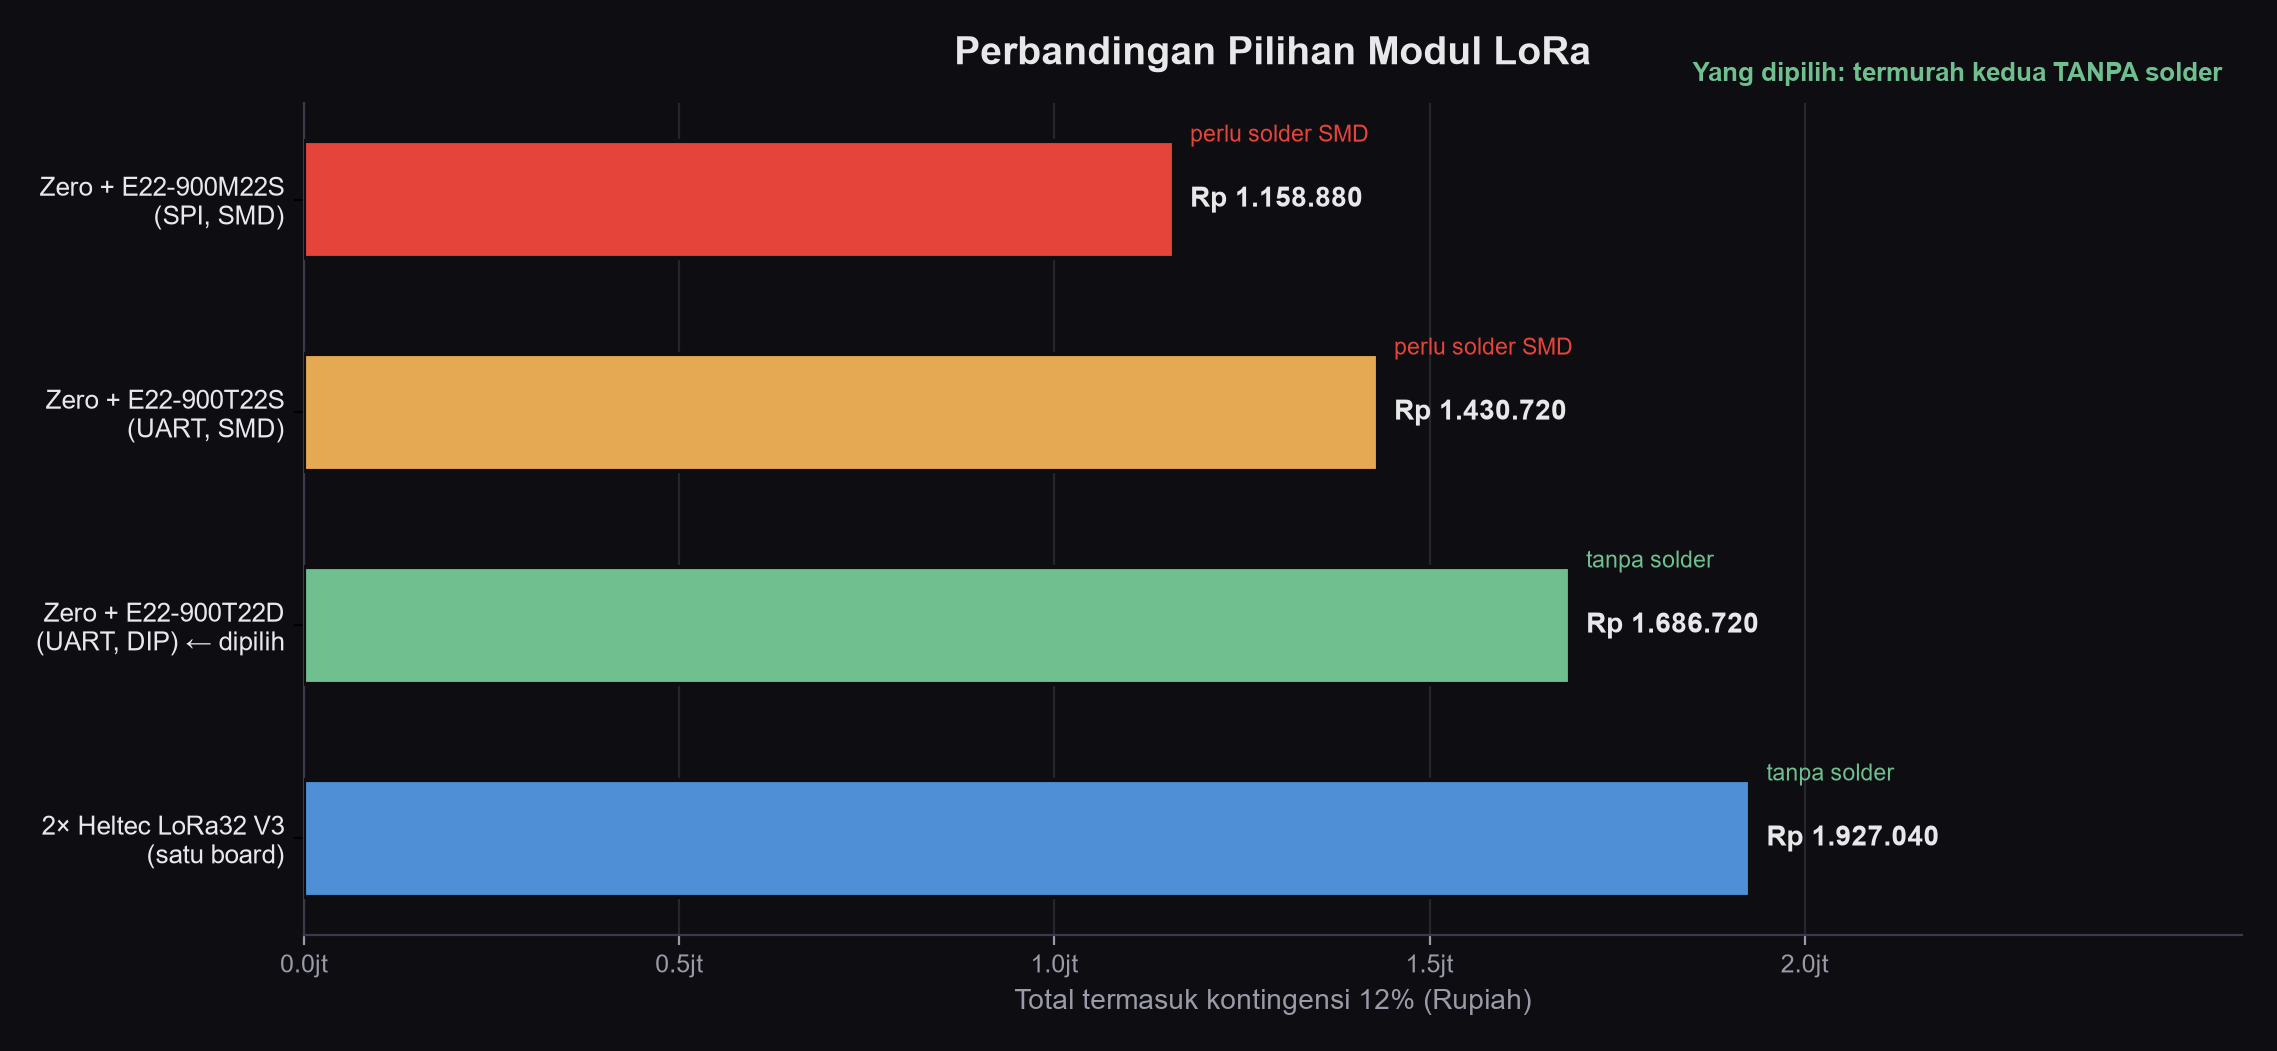 Perbandingan Pilihan Modul LoRa
Yang dipilih: termurah kedua TANPA solder
perlu solder SMD
Zero + E22-900M22S
(SPI, SMD)
Rp 1.158.880
perlu solder SMD
Zero + E22-900T22S
(UART, SMD)
Rp 1.430.720
tanpa solder
Zero + E22-900T22D
(UART, DIP) ← dipilih
Rp 1.686.720
tanpa solder
2× Heltec LoRa32 V3
(satu board)
Rp 1.927.040
0.0jt 0.5jt 1.0jt 1.5jt 2.0jt
Total termasuk kontingensi 12% (Rupiah)